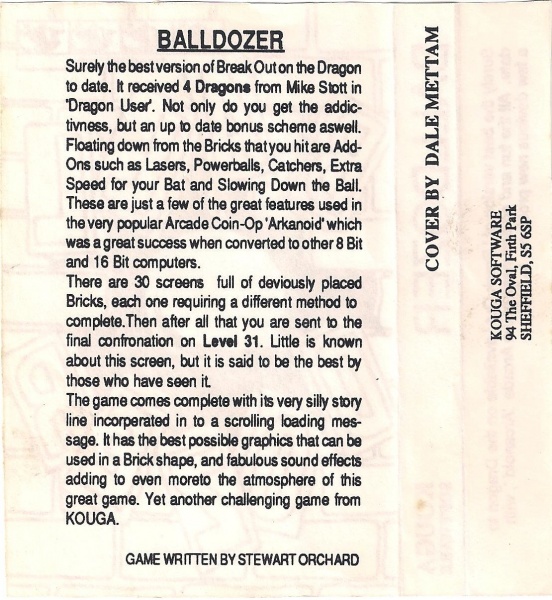 BALLDOZER
Surely the best version of Break Out on the Dragon
to date. It received 4 Dragons from Mike Stott in
'Dragon User'. Not only do you get the addic-
tivness, but an up to date bonus scheme aswell.
Floating down from the Bricks that you hit are Add-
Ons such as Lasers, Powerballs, Catchers, Extra
Speed for your Bat and Slowing Down the Ball.
These are just a few of the great features used in
the very popular Arcade Coin-Op 'Arkanoid' which
was a great success when converted to other 8 Bit
and 16 Bit computers.
There are 30 screens full of deviously placed
Bricks, each one requiring a different method to
complete.Then after all that you are sent to the
final confronation on Level 31. Little is known
about this screen, but it is said to be the best by
those who have seen it.
The game comes complete with its very silly story
line incorperated in to a scrolling loading mes-
sage. It has the best possible graphics that can be
used in a Brick shape, and fabulous sound effects
adding to even moreto the atmosphere of this
great game. Yet another challenging game from
KOUGA.
GAME WRITTEN BY STEWART ORCHARD
COVER BY DALE METTAM
KOUGA SOFTWARE
94 The Oval, Firth Park
SHEFFIELD, S5 6SP